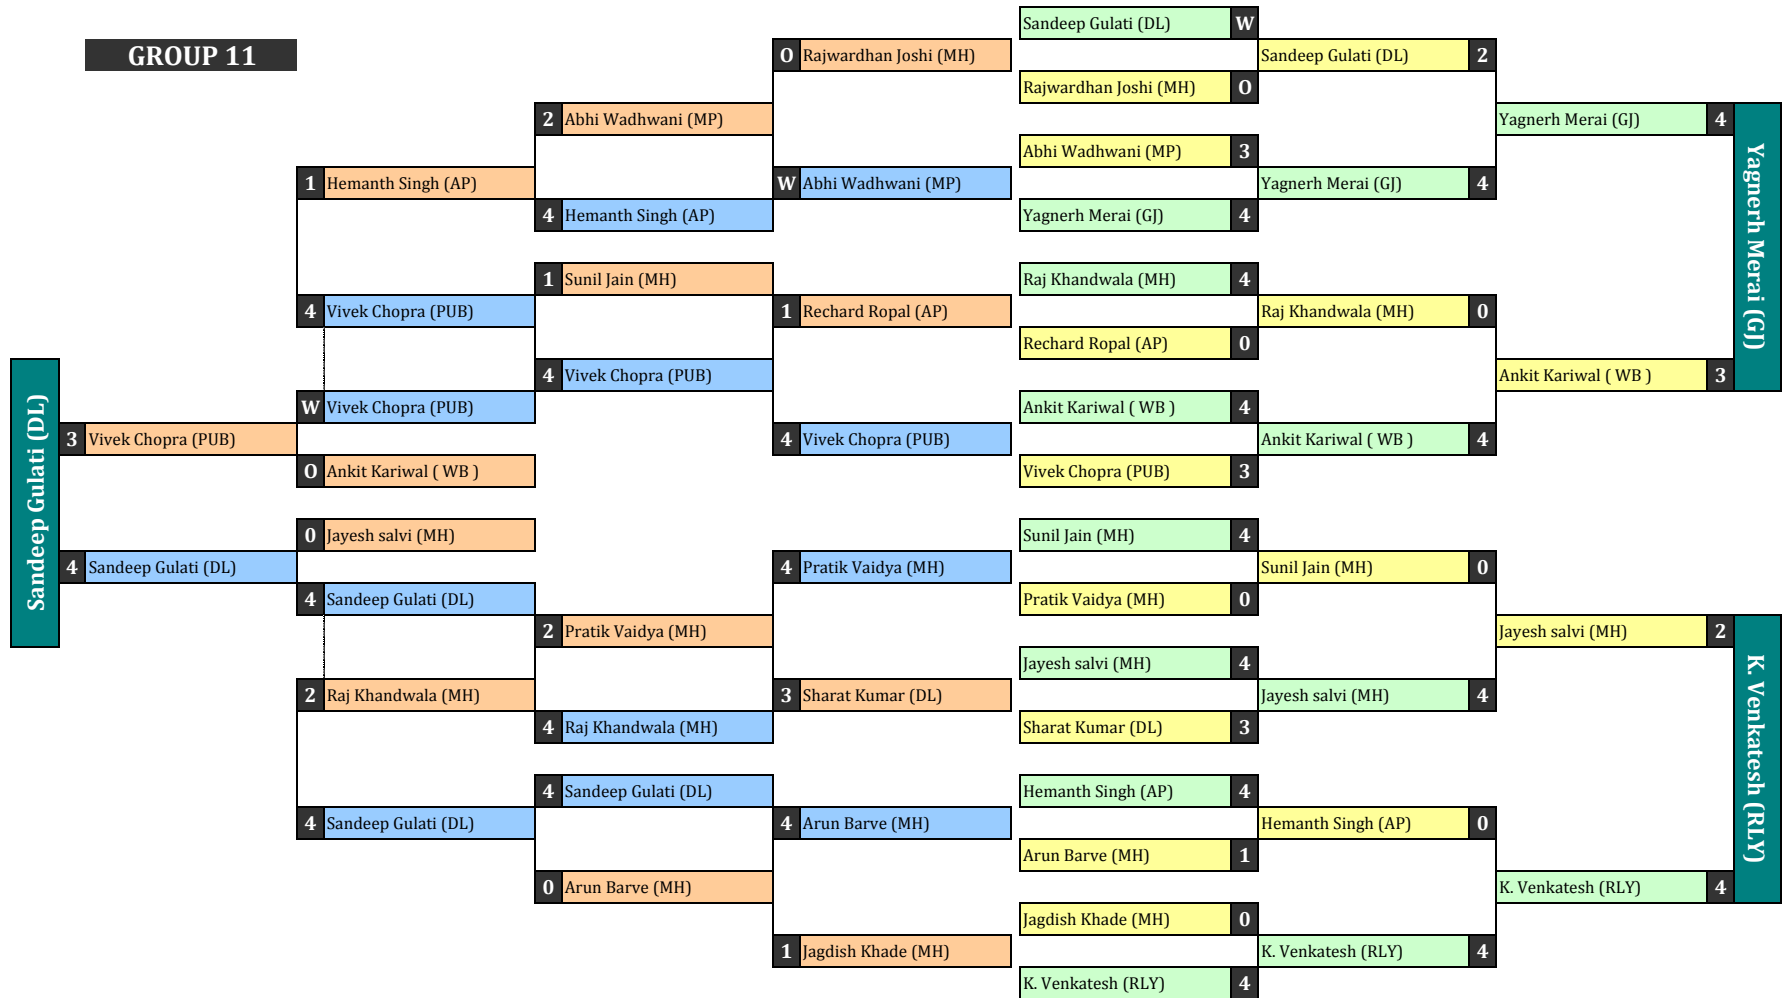 GROUP 11
Sandeep Gulati (DL) W
O Rajwardhan Joshi (MH)
Sandeep Gulati (DL) 2
Rajwardhan Joshi (MH) O
2 Abhi Wadhwani (MP)
Yagnerh Merai (GJ) 4
Abhi Wadhwani (MP) 3
1 Hemanth Singh (AP)
W Abhi Wadhwani (MP)
Yagnerh Merai (GJ) 4
4 Hemanth Singh (AP)
Yagnerh Merai (GJ) 4
Yagnerh Merai (GJ)
1 Sunil Jain (MH)
Raj Khandwala (MH) 4
4 Vivek Chopra (PUB)
1 Rechard Ropal (AP)
Raj Khandwala (MH) 0
Rechard Ropal (AP) 0
4 Vivek Chopra (PUB)
Ankit Kariwal ( WB ) 3
W Vivek Chopra (PUB)
Ankit Kariwal ( WB ) 4
3 Vivek Chopra (PUB)
4 Vivek Chopra (PUB)
Ankit Kariwal ( WB ) 4
O Ankit Kariwal ( WB )
Vivek Chopra (PUB) 3
Sandeep Gulati (DL)
0 Jayesh salvi (MH)
Sunil Jain (MH) 4
4 Sandeep Gulati (DL)
4 Pratik Vaidya (MH)
Sunil Jain (MH) 0
4 Sandeep Gulati (DL)
Pratik Vaidya (MH) 0
2 Pratik Vaidya (MH)
Jayesh salvi (MH) 2
Jayesh salvi (MH) 4
2 Raj Khandwala (MH)
3 Sharat Kumar (DL)
Jayesh salvi (MH) 4
4 Raj Khandwala (MH)
Sharat Kumar (DL) 3
K. Venkatesh (RLY)
4 Sandeep Gulati (DL)
Hemanth Singh (AP) 4
4 Sandeep Gulati (DL)
4 Arun Barve (MH)
Hemanth Singh (AP) 0
Arun Barve (MH) 1
0 Arun Barve (MH)
K. Venkatesh (RLY) 4
Jagdish Khade (MH) 0
1 Jagdish Khade (MH)
K. Venkatesh (RLY) 4
K. Venkatesh (RLY) 4